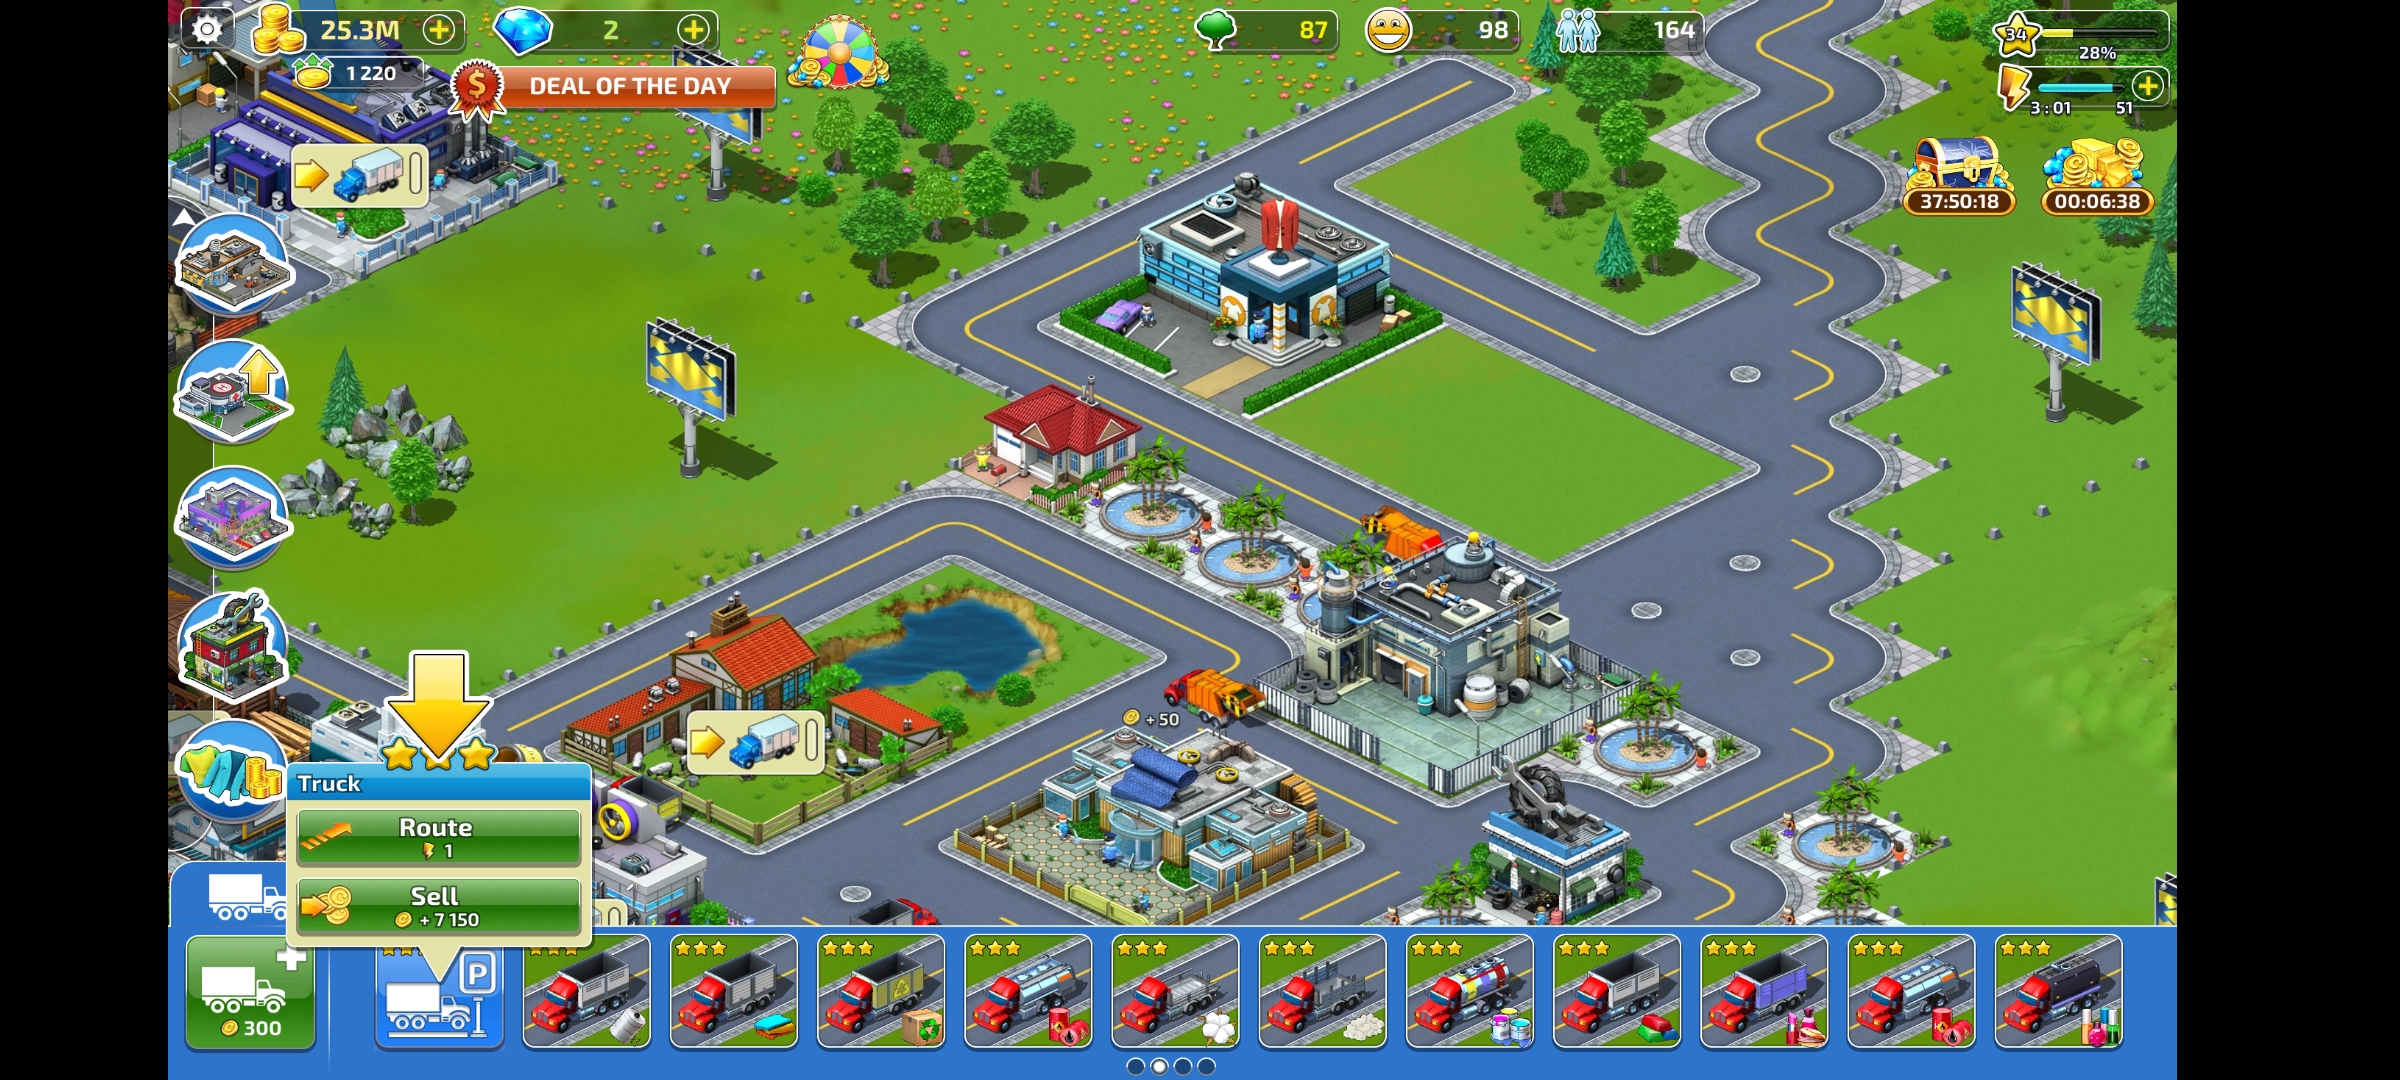 25.3M
2
87
98
164
34
28%
1 220
DEAL OF THE DAY
3:01
51
37:50:18
00:06:38
+50
Truck
Route
1
Sell
+7 150
P
300